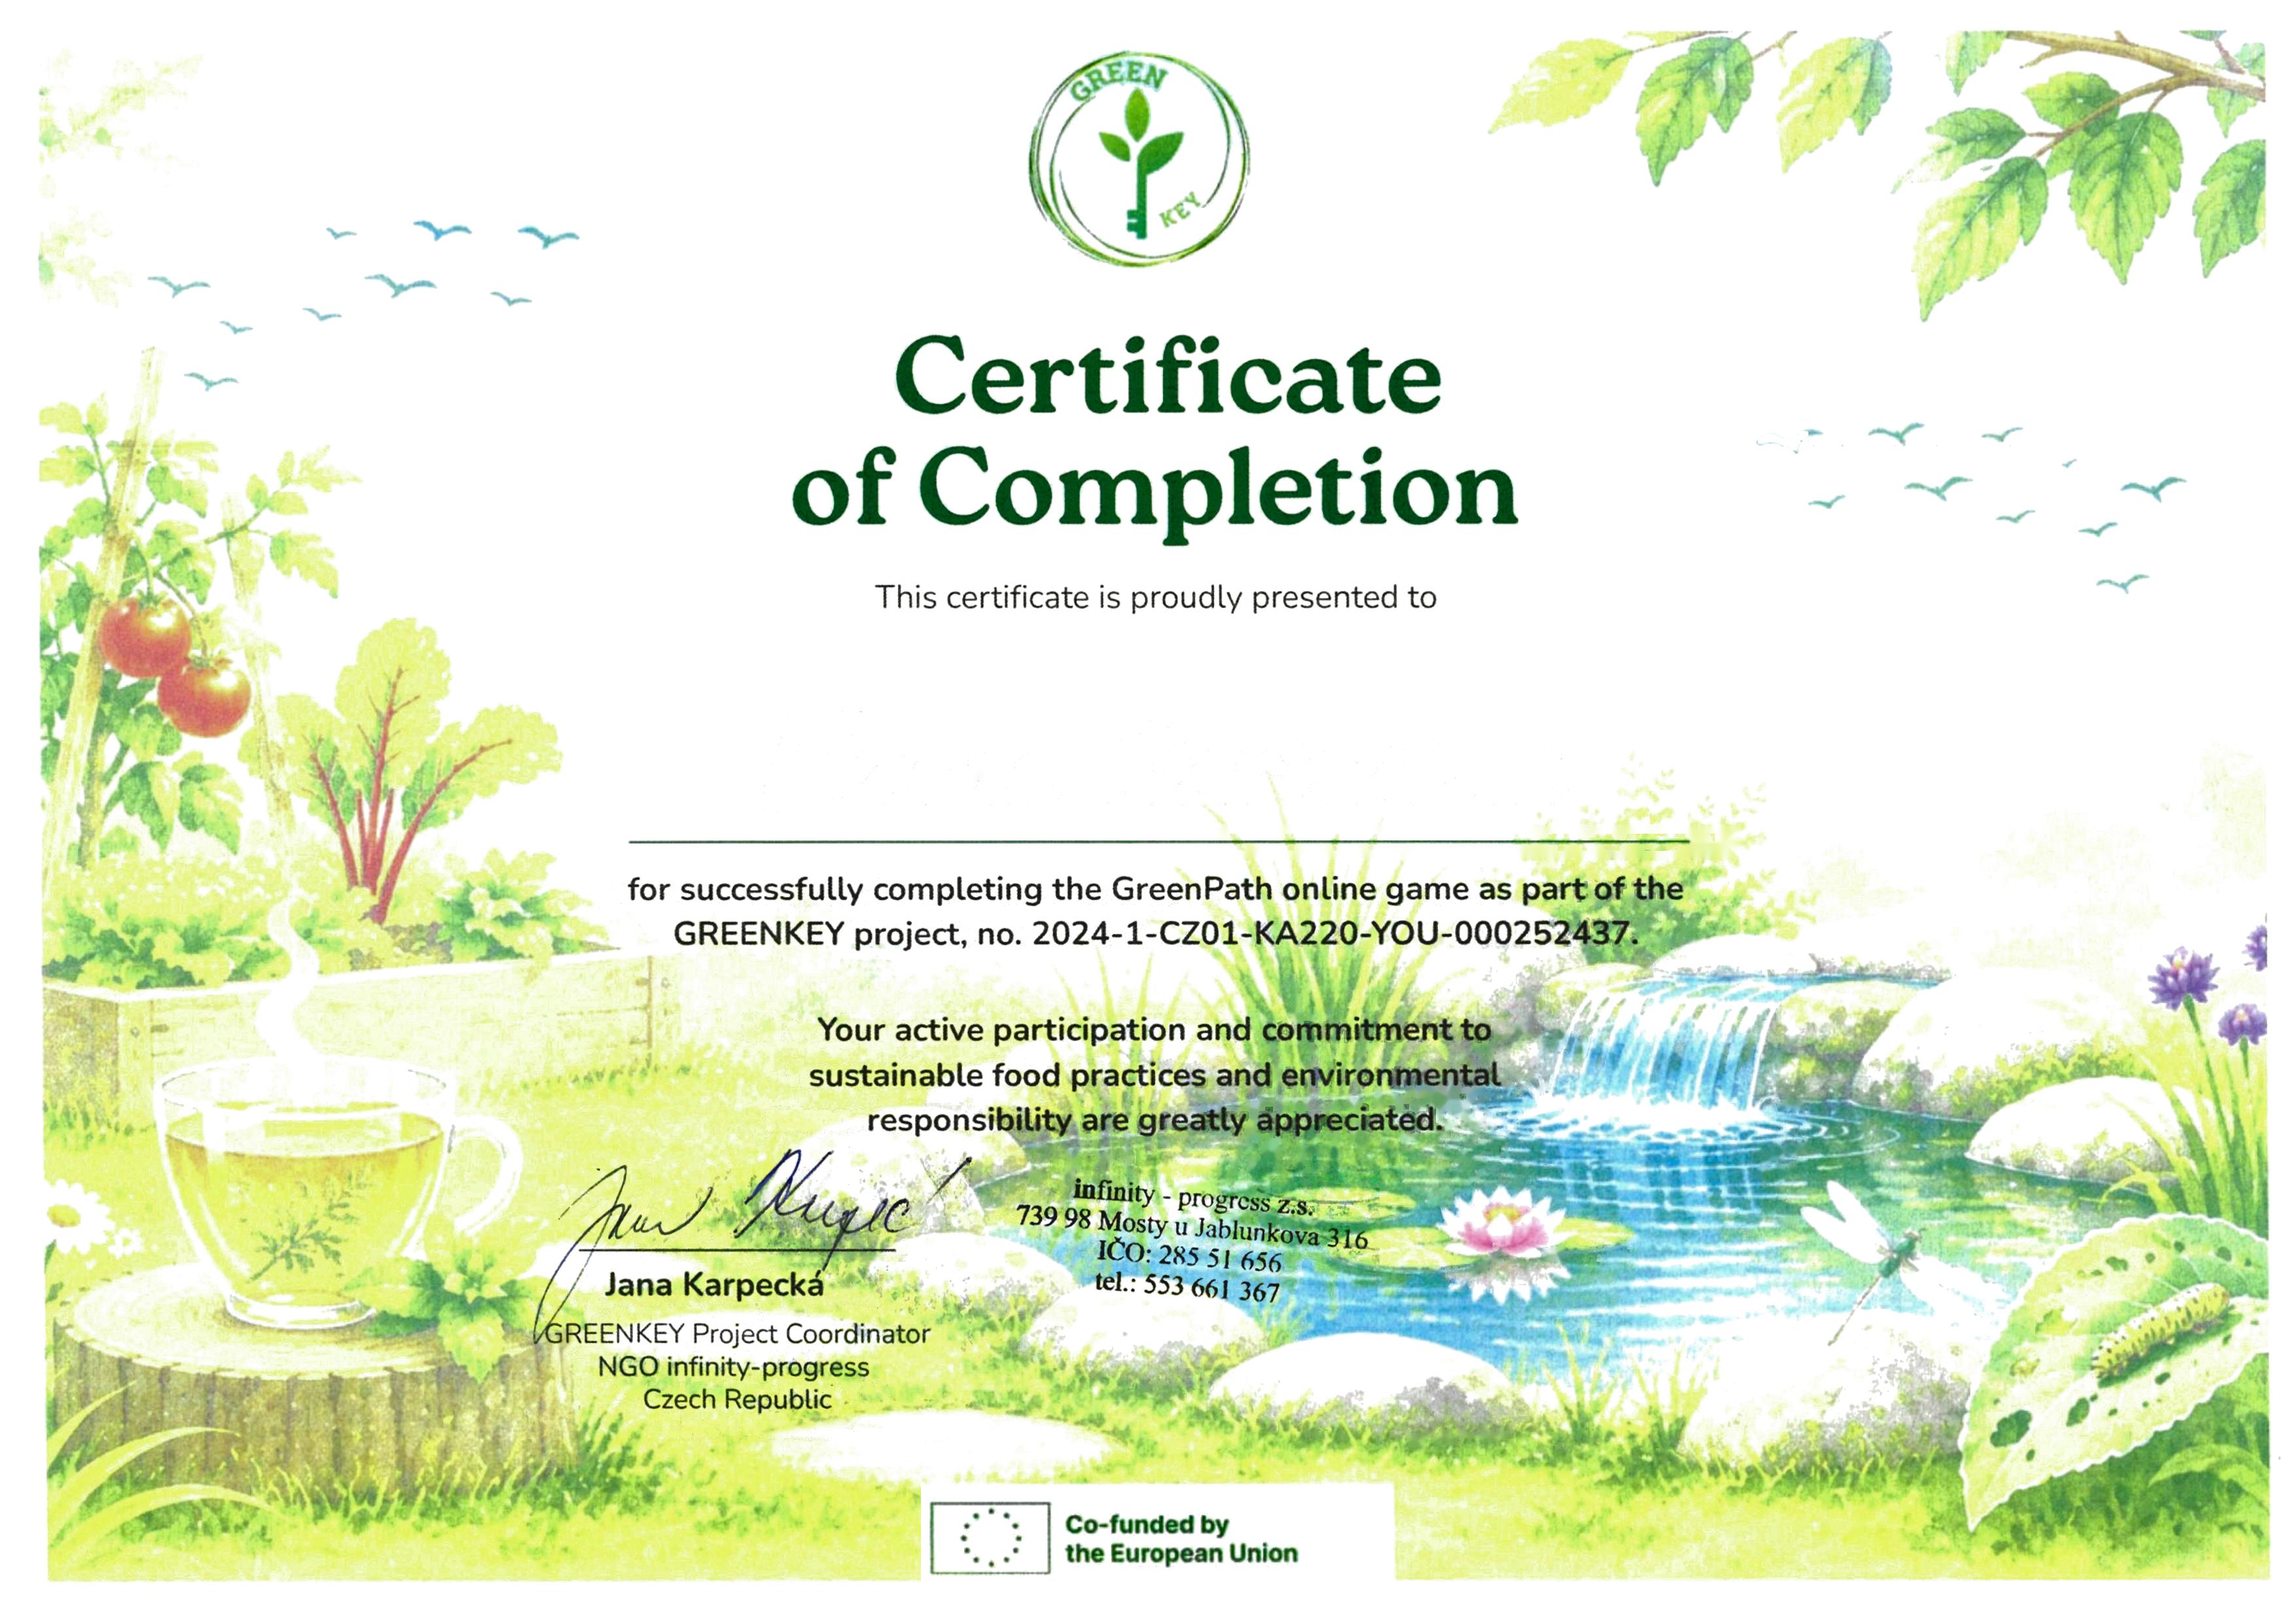 GREEN
KEY
Certificate
of Completion
This certificate is proudly presented to
for successfully completing the GreenPath online game as part of the
GREENKEY project, no. 2024-1-CZ01-KA220-YOU-000252437.
Your active participation and commitment to
sustainable food practices and environmental
responsibility are greatly appreciated.
infinity - progress z.s.
739 98 Mosty u Jablunkova 316
IČO: 285 51 656
tel.: 553 661 367
Jana Karpecká
GREENKEY Project Coordinator
NGO infinity-progress
Czech Republic
Co-funded by
the European Union